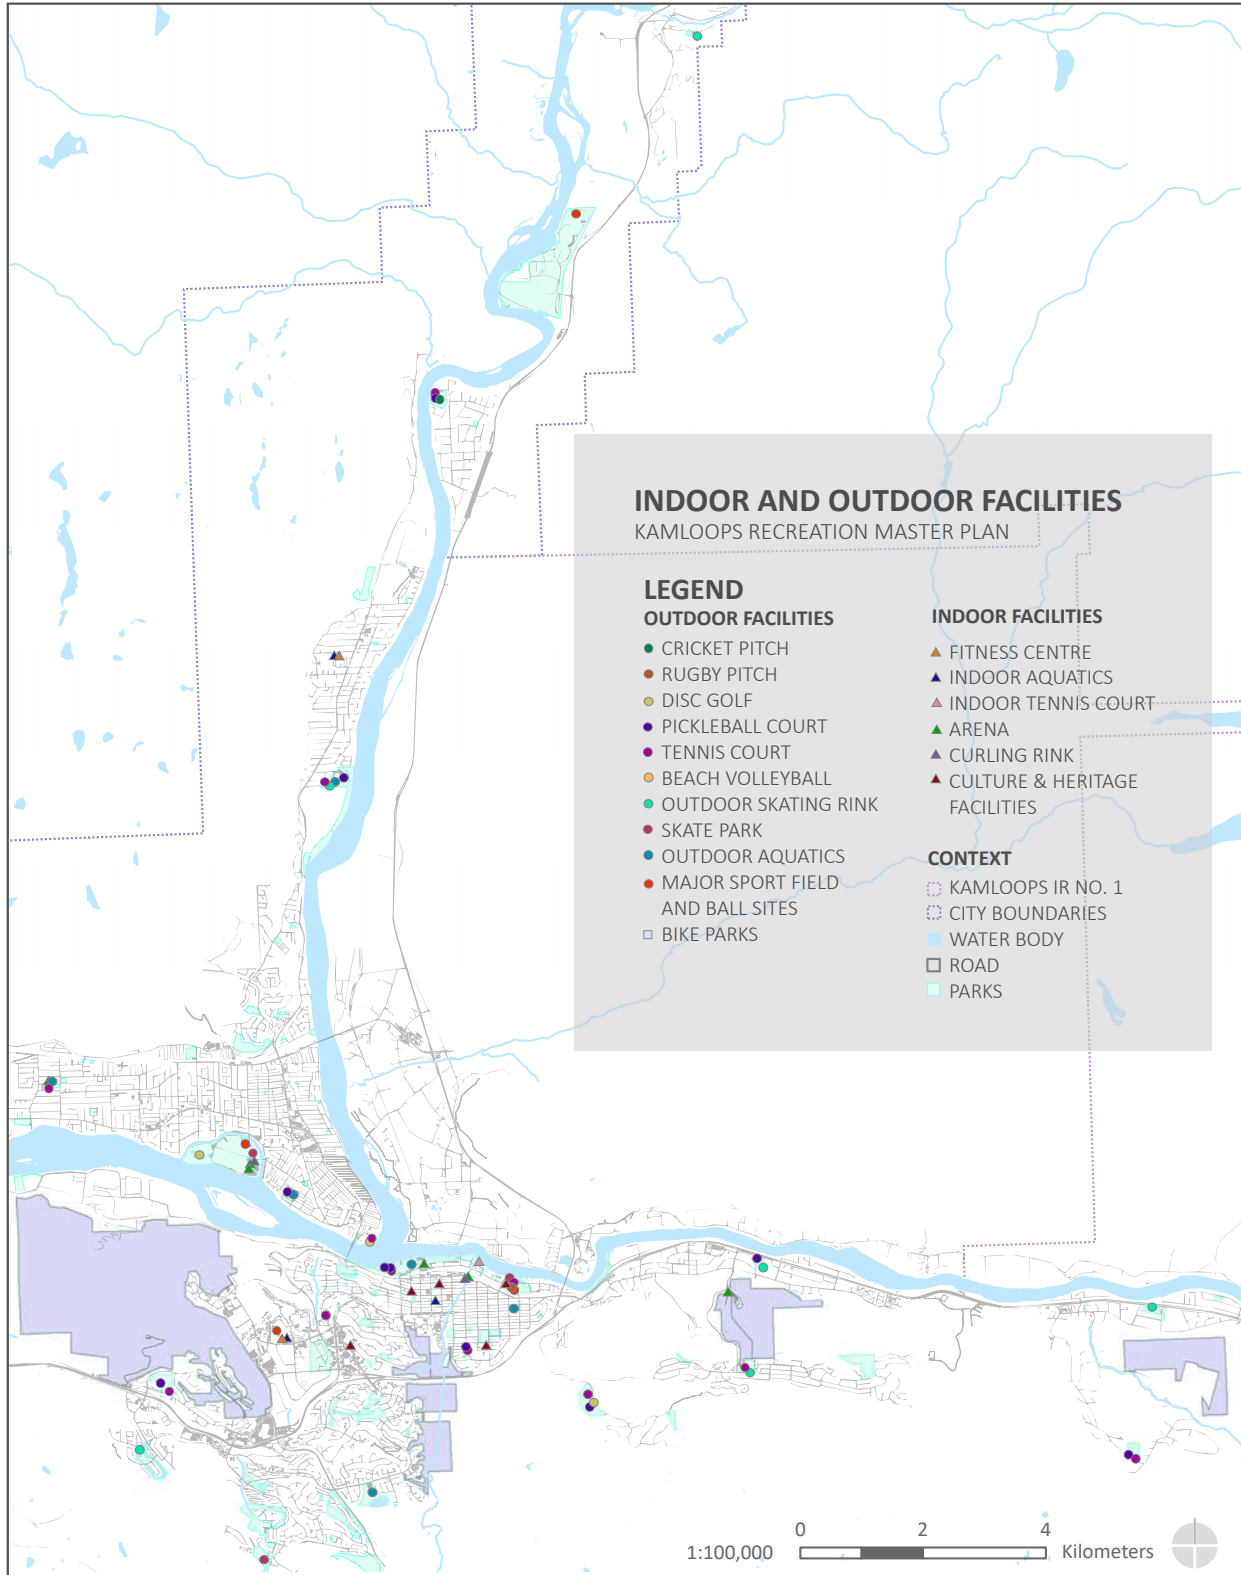 INDOOR AND OUTDOOR FACILITIES
KAMLOOPS RECREATION MASTER PLAN
LEGEND
OUTDOOR FACILITIES
CRICKET PITCH
RUGBY PITCH
DISC GOLF
PICKLEBALL COURT
TENNIS COURT
BEACH VOLLEYBALL
OUTDOOR SKATING RINK
SKATE PARK
OUTDOOR AQUATICS
MAJOR SPORT FIELD
AND BALL SITES
BIKE PARKS
INDOOR FACILITIES
FITNESS CENTRE
INDOOR AQUATICS
INDOOR TENNIS COURT
ARENA
CURLING RINK
CULTURE & HERITAGE
FACILITIES
CONTEXT
KAMLOOPS IR NO. 1
CITY BOUNDARIES
WATER BODY
ROAD
PARKS
0 2 4
1:100,000 Kilometers